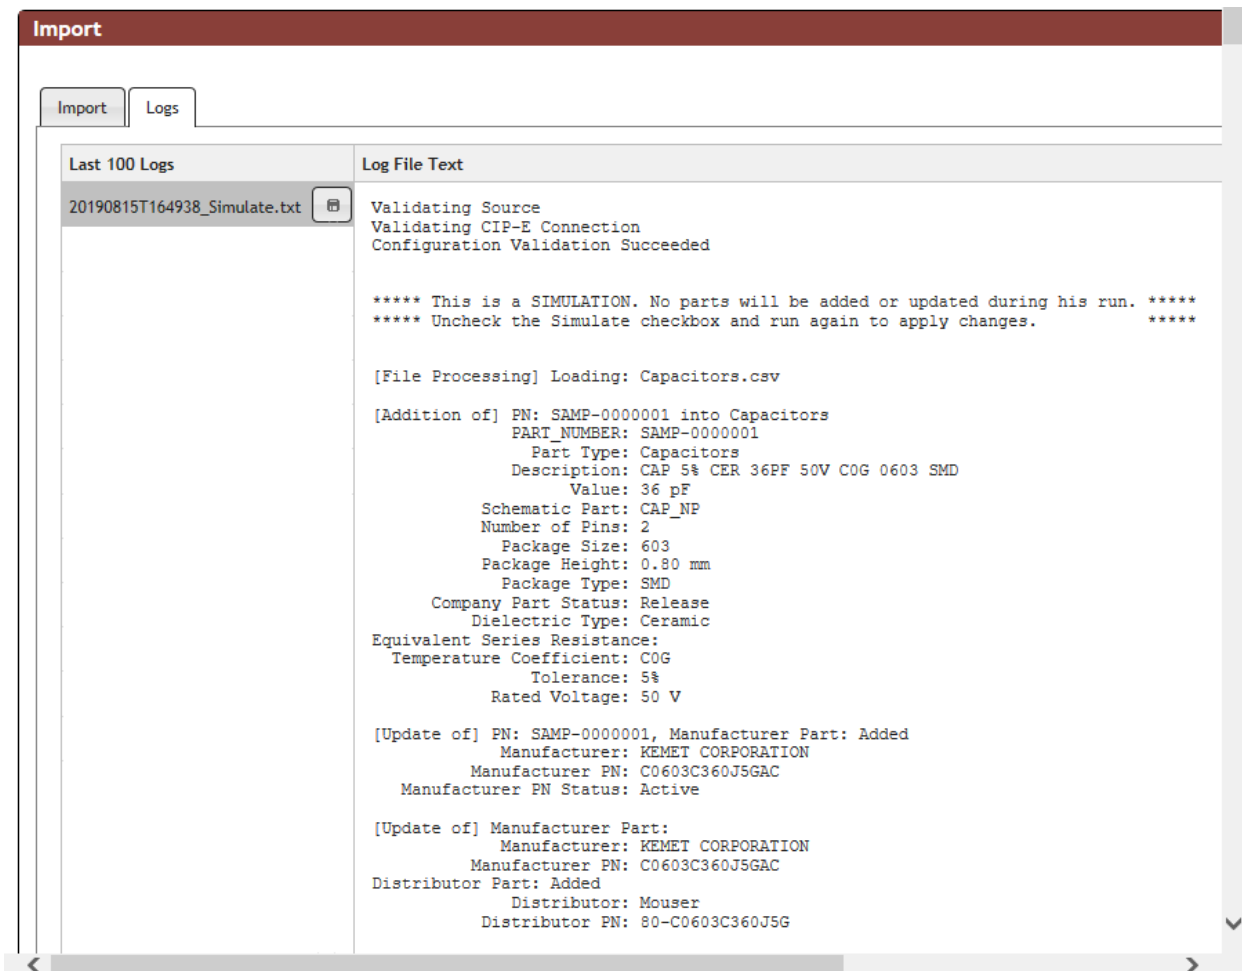 Import
Import Logs
Last 100 Logs Log File Text
20190815T164938_Simulate.txt
Validating Source
Validating CIP-E Connection
Configuration Validation Succeeded
***** This is a SIMULATION. No parts will be added or updated during his run. *****
***** Uncheck the Simulate checkbox and run again to apply changes. *****
[File Processing] Loading: Capacitors.csv
[Addition of] PN: SAMP-0000001 into Capacitors
PART_NUMBER: SAMP-0000001
Part Type: Capacitors
Description: CAP 5% CER 36PF 50V C0G 0603 SMD
Value: 36 pF
Schematic Part: CAP_NP
Number of Pins: 2
Package Size: 603
Package Height: 0.80 mm
Package Type: SMD
Company Part Status: Release
Dielectric Type: Ceramic
Equivalent Series Resistance:
Temperature Coefficient: C0G
Tolerance: 5%
Rated Voltage: 50 V
[Update of] PN: SAMP-0000001, Manufacturer Part: Added
Manufacturer: KEMET CORPORATION
Manufacturer PN: C0603C360J5GAC
Manufacturer PN Status: Active
[Update of] Manufacturer Part:
Manufacturer: KEMET CORPORATION
Manufacturer PN: C0603C360J5GAC
Distributor Part: Added
Distributor: Mouser
Distributor PN: 80-C0603C360J5G